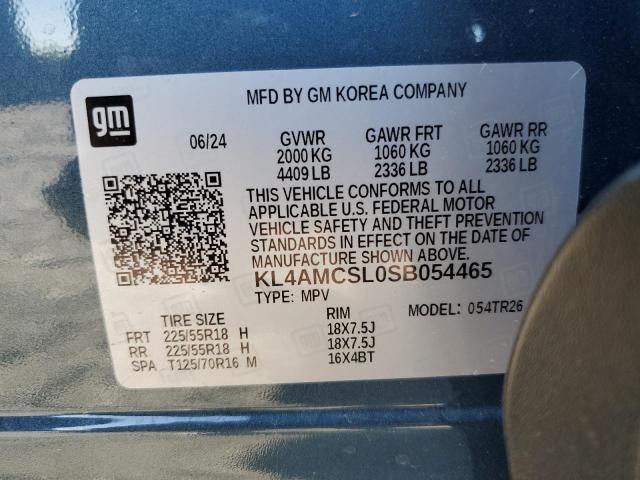 MFD BY GM KOREA COMPANY
gm
06/24 GVWR GAWR FRT GAWR RR
2000 KG 1060 KG 1060 KG
4409 LB 2336 LB 2336 LB
THIS VEHICLE CONFORMS TO ALL
APPLICABLE U.S. FEDERAL MOTOR
VEHICLE SAFETY AND THEFT PREVENTION
STANDARDS IN EFFECT ON THE DATE OF
MANUFACTURE SHOWN ABOVE.
KL4AMCSL0SB054465
TYPE: MPV MODEL: 054TR26
TIRE SIZE RIM
FRT 225/55R18 H 18X7.5J
RR 225/55R18 H 18X7.5J
SPA T125/70R16 M 16X4BT